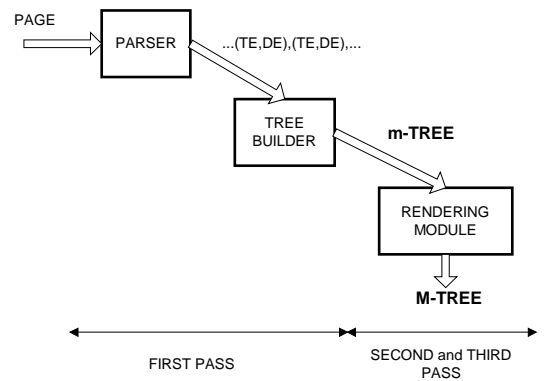 PAGE
PARSER
...(TE,DE),(TE,DE),...
TREE
BUILDER
m-TREE
RENDERING
MODULE
M-TREE
FIRST PASS
SECOND and THIRD
PASS